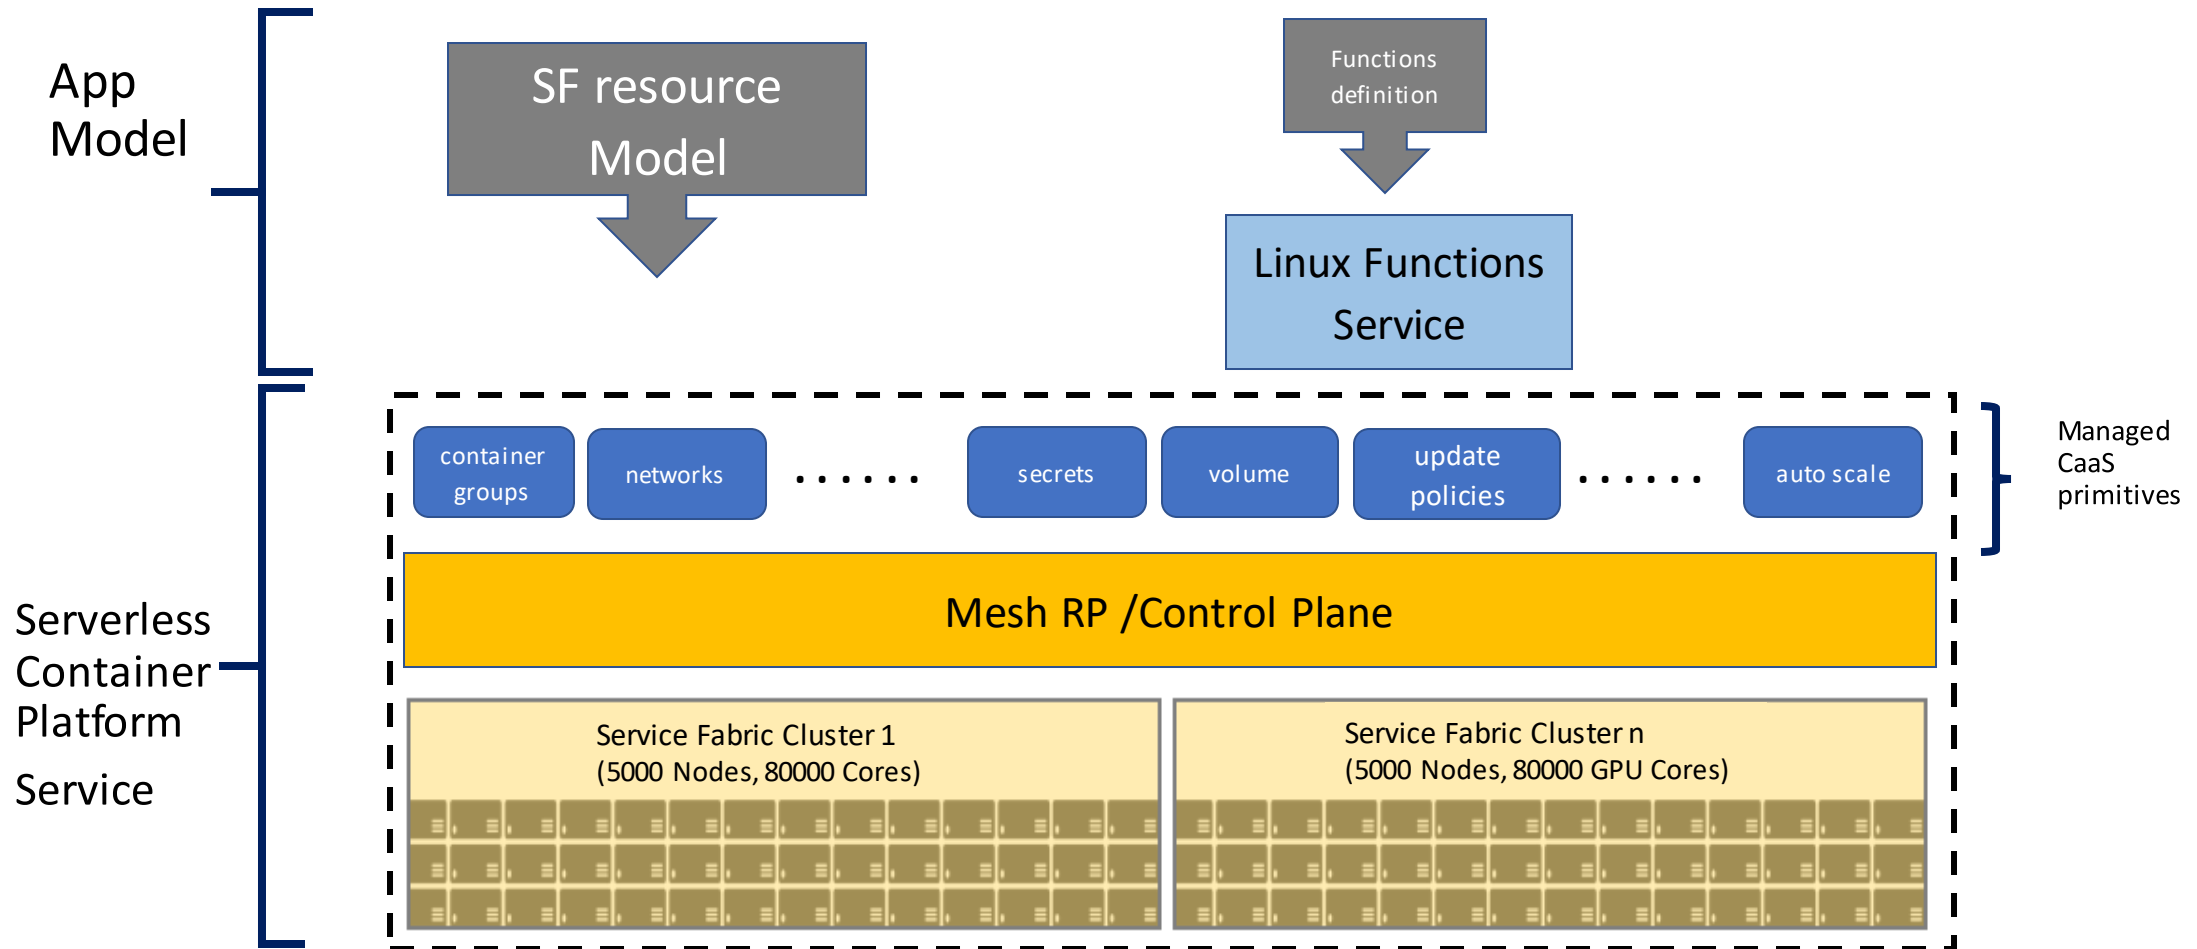 App
Model
SF resource
Model
Functions
definition
Linux Functions
Service
container
groups
networks
......
secrets
volume
update
policies
......
auto scale
Managed
CaaS
primitives
Mesh RP /Control Plane
Serverless
Container
Platform
Service
Service Fabric Cluster 1
(5000 Nodes, 80000 Cores)
Service Fabric Cluster n
(5000 Nodes, 80000 GPU Cores)